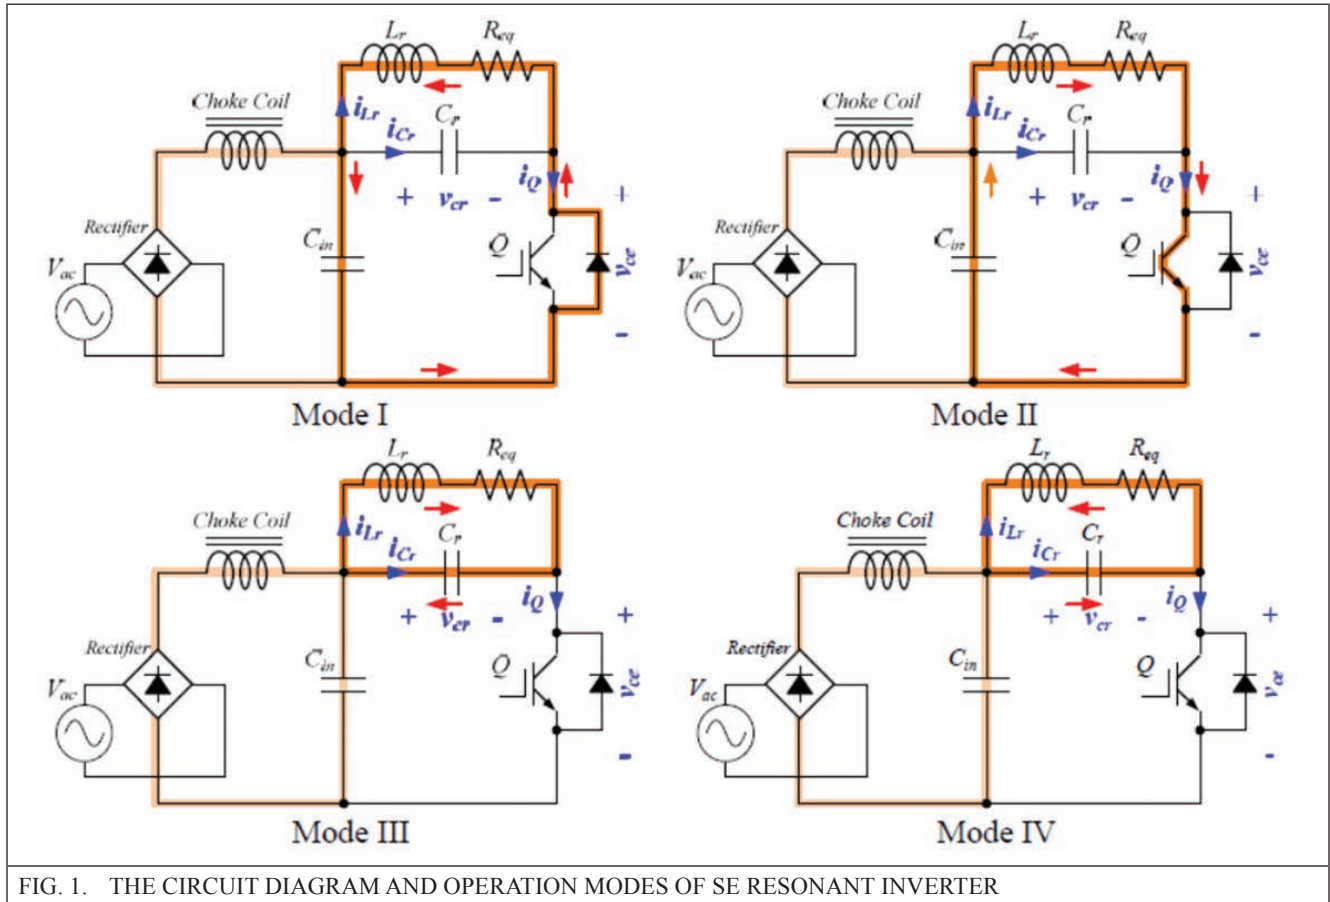 Lr Req
Choke Coil
iLr
iCr
Cr
iQ
+ vcr -
+
Rectifier
Cin
Q
vce
Vac
-
Mode I
Lr Req
Choke Coil
iLr
iCr
Cr
iQ
+ vcr -
+
Rectifier
Cin
Q
vce
Vac
-
Mode II
Lr Req
Choke Coil
iLr
iCr
Cr
iQ
+ vcr -
+
Rectifier
Cin
Q
vce
Vac
-
Mode III
Lr Req
Choke Coil
iLr
iCr
Cr
iQ
+ vcr -
+
Rectifier
Cin
Q
vce
Vac
-
Mode IV
FIG. 1. THE CIRCUIT DIAGRAM AND OPERATION MODES OF SE RESONANT INVERTER